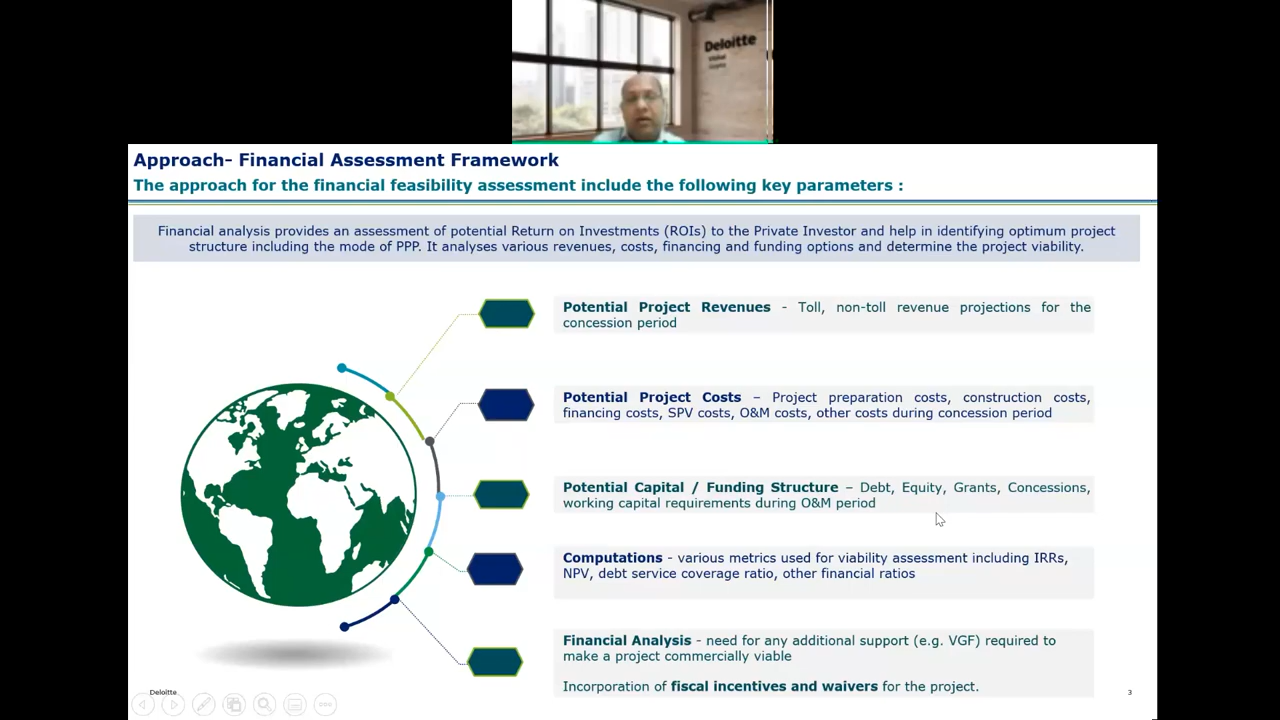 Deloitte
Approach- Financial Assessment Framework
The approach for the financial feasibility assessment include the following key parameters :
Financial analysis provides an assessment of potential Return on Investments (ROIs) to the Private Investor and help in identifying optimum project
structure including the mode of PPP. It analyses various revenues, costs, financing and funding options and determine the project viability.
Potential Project Revenues - Toll, non-toll revenue projections for the
concession period
Potential Project Costs – Project preparation costs, construction costs,
financing costs, SPV costs, O&M costs, other costs during concession period
Potential Capital / Funding Structure – Debt, Equity, Grants, Concessions,
working capital requirements during O&M period
Computations - various metrics used for viability assessment including IRRs,
NPV, debt service coverage ratio, other financial ratios
Financial Analysis - need for any additional support (e.g. VGF) required to
make a project commercially viable
Incorporation of fiscal incentives and waivers for the project.
Deloitte
3